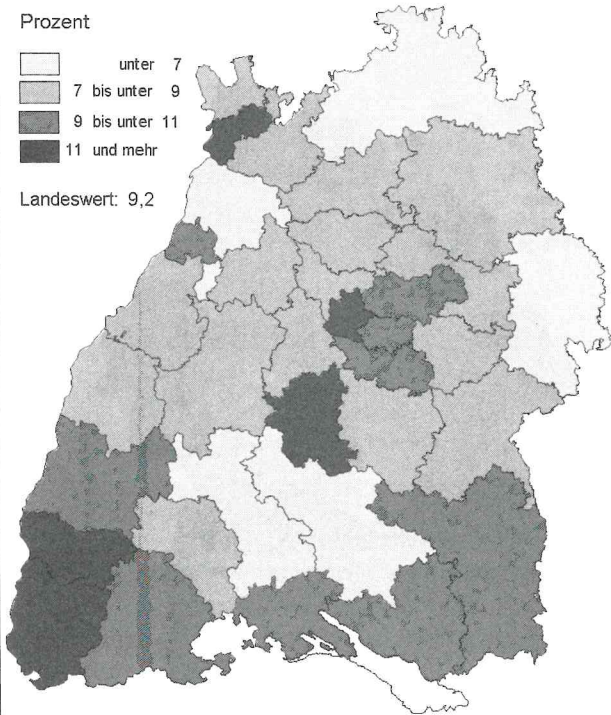 Prozent
unter 7
7 bis unter 9
9 bis unter 11
11 und mehr
Landeswert: 9,2